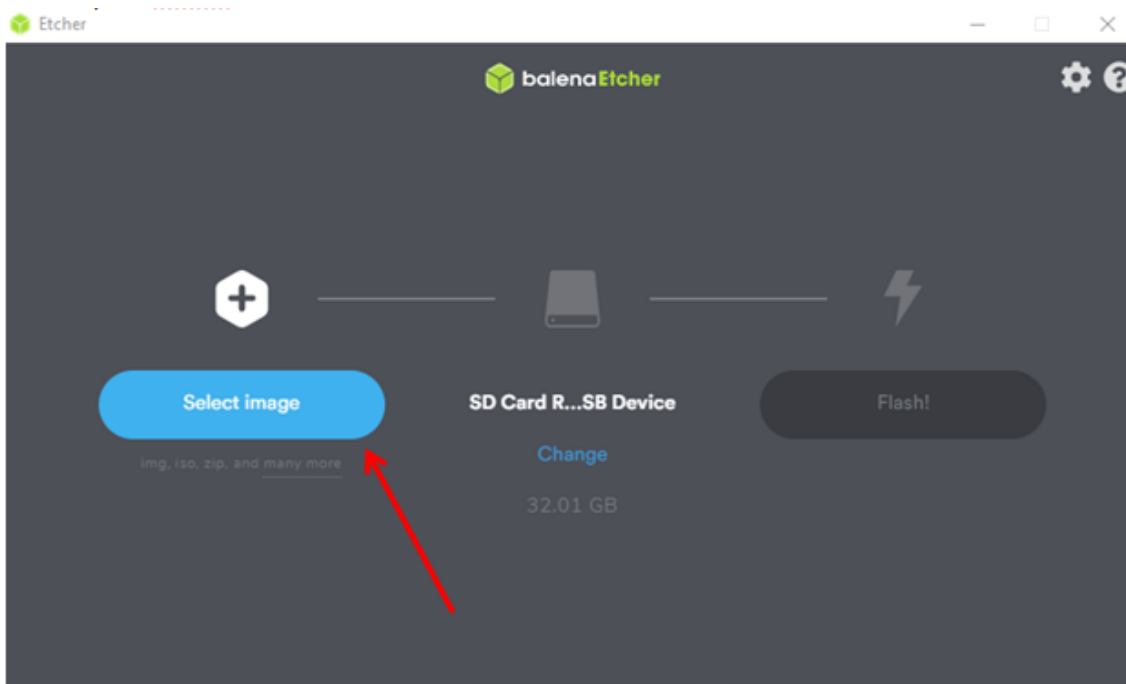 Etcher
balenaEtcher
Select image
SD Card R...SB Device
Flash!
img, iso, zip, and many more
Change
32.01 GB